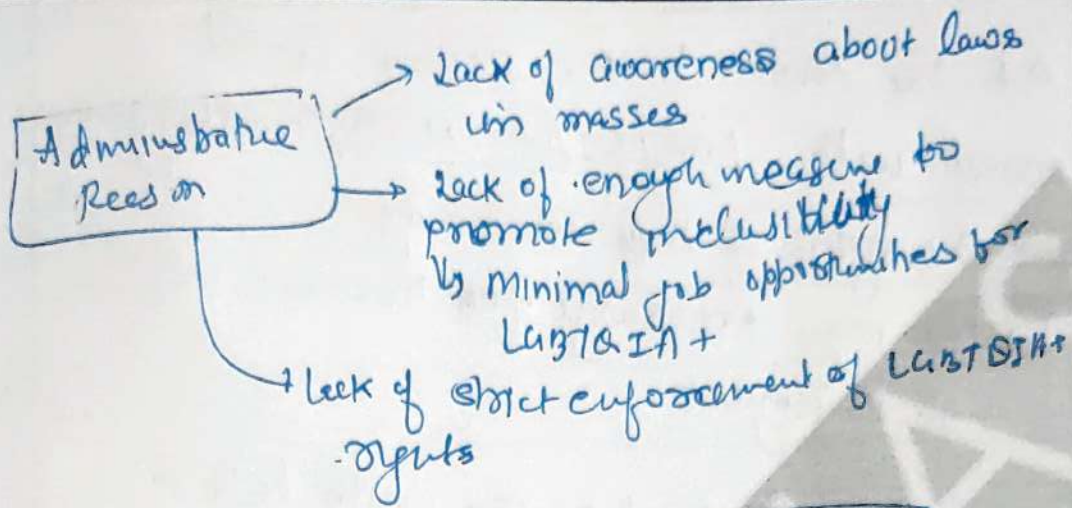 Administrative
Reason
→ Lack of awareness about laws
in masses
→ Lack of enough measure to
promote inclusibility
↳ Minimal job opportunities for
LGBTQIA+
→ Lack of strict enforcement of LGBTQIA+
rights